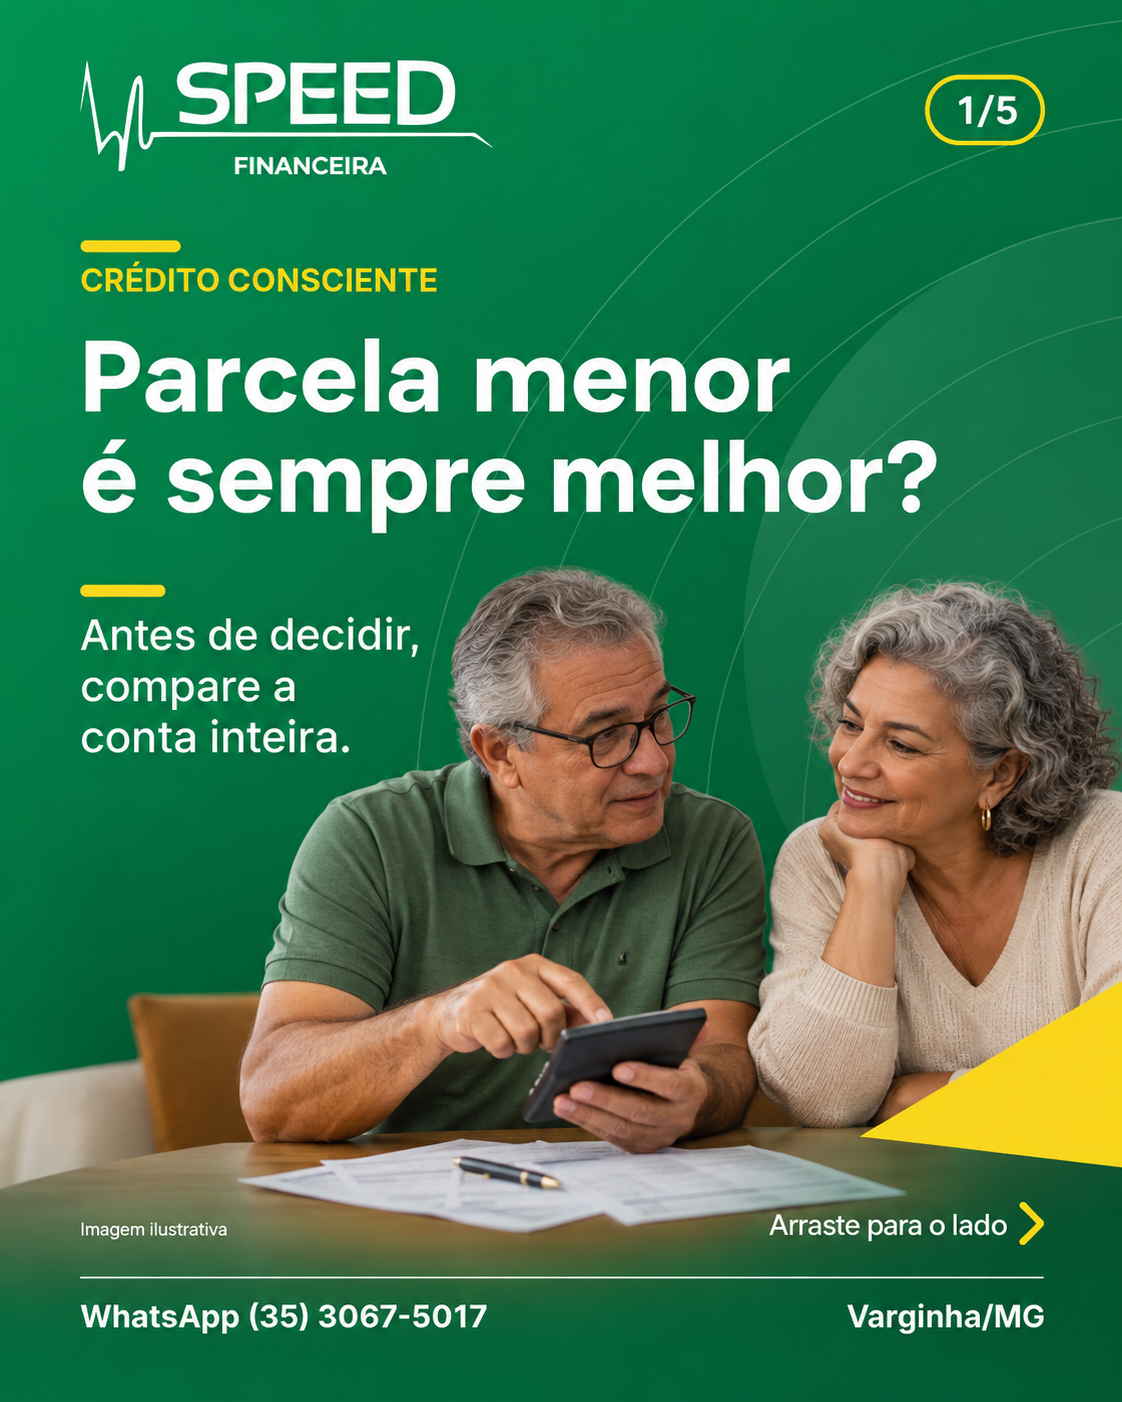 SPEED
FINANCEIRA
1/5
CRÉDITO CONSCIENTE
Parcela menor
é sempre melhor?
Antes de decidir,
compare a
conta inteira.
Imagem ilustrativa
Arraste para o lado
WhatsApp (35) 3067-5017
Varginha/MG